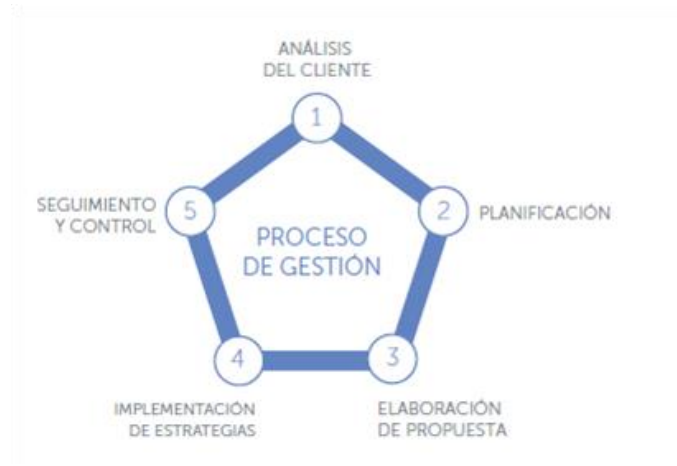 ANÁLISIS
DEL CLIENTE
1
SEGUIMIENTO
Y CONTROL
5
2
PLANIFICACIÓN
PROCESO
DE GESTIÓN
4
3
IMPLEMENTACIÓN
DE ESTRATEGIAS
ELABORACIÓN
DE PROPUESTA